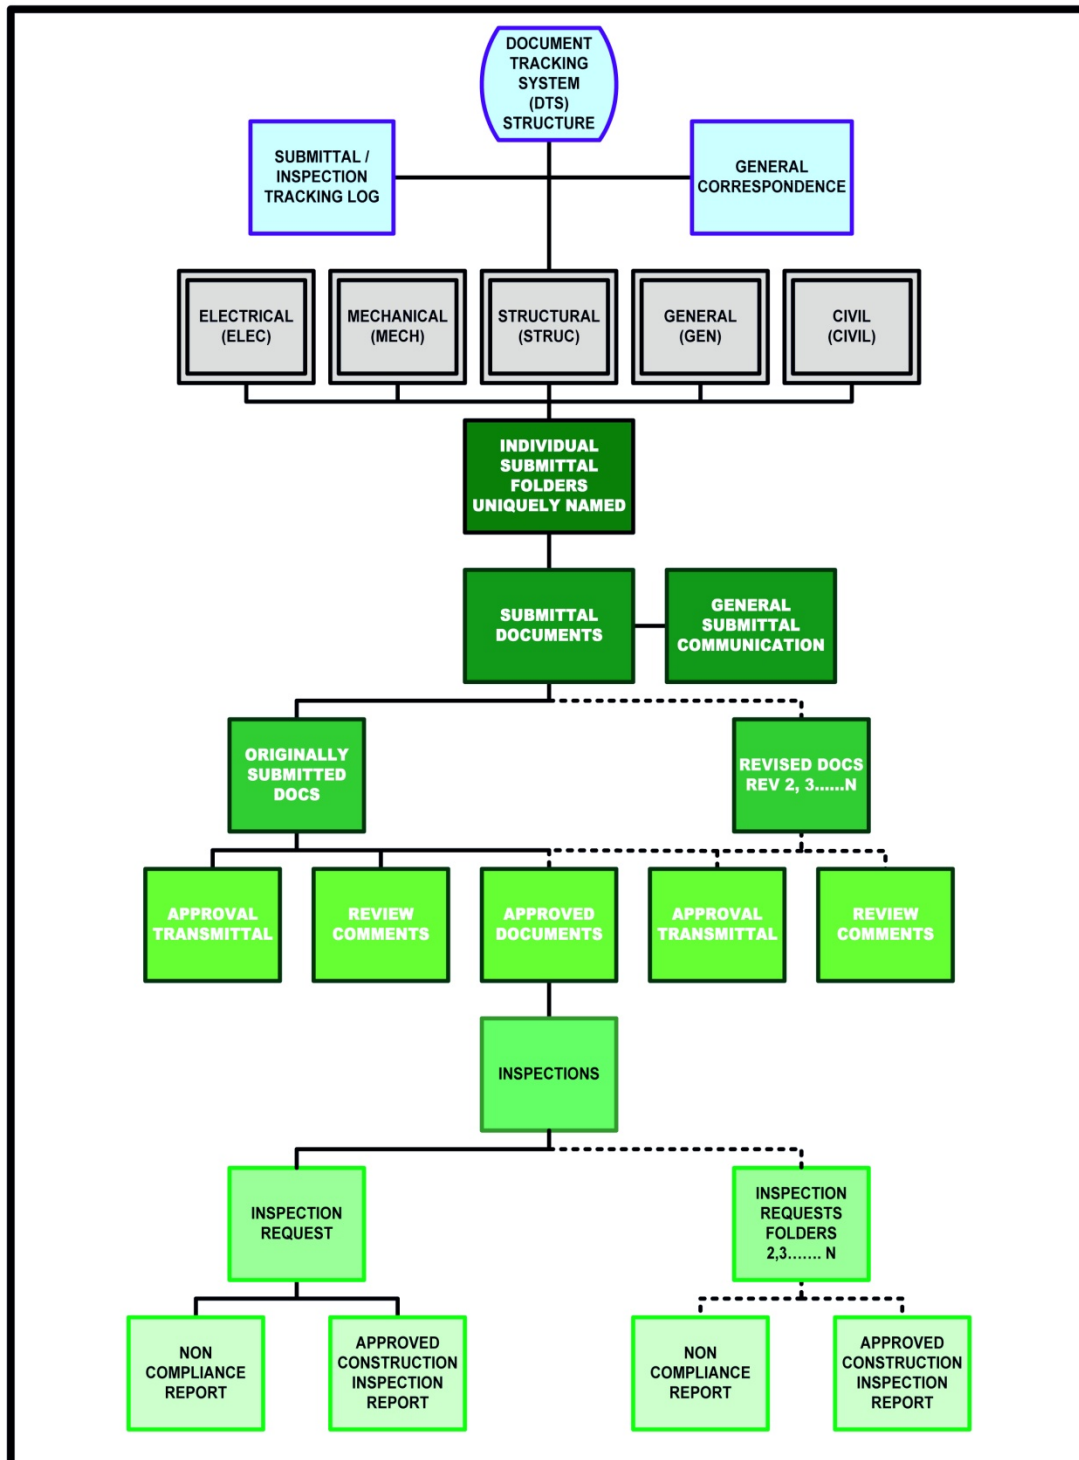 DOCUMENT
TRACKING
SYSTEM
(DTS)
STRUCTURE
SUBMITTAL /
INSPECTION
TRACKING LOG
GENERAL
CORRESPONDENCE
ELECTRICAL
(ELEC)
MECHANICAL
(MECH)
STRUCTURAL
(STRUC)
GENERAL
(GEN)
CIVIL
(CIVIL)
INDIVIDUAL
SUBMITTAL
FOLDERS
UNIQUELY NAMED
SUBMITTAL
DOCUMENTS
GENERAL
SUBMITTAL
COMMUNICATION
ORIGINALLY
SUBMITTED
DOCS
REVISED DOCS
REV 2, 3......N
APPROVAL
TRANSMITTAL
REVIEW
COMMENTS
APPROVED
DOCUMENTS
APPROVAL
TRANSMITTAL
REVIEW
COMMENTS
INSPECTIONS
INSPECTION
REQUEST
INSPECTION
REQUESTS
FOLDERS
2,3....... N
NON
COMPLIANCE
REPORT
APPROVED
CONSTRUCTION
INSPECTION
REPORT
NON
COMPLIANCE
REPORT
APPROVED
CONSTRUCTION
INSPECTION
REPORT